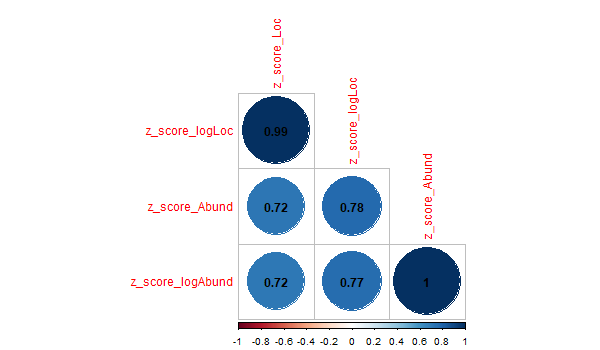 z_score_Loc
z_score_logLoc
z_score_Abund
z_score_logLoc 0.99
z_score_Abund 0.72 0.78
z_score_logAbund 0.72 0.77 1
-1 -0.8 -0.6 -0.4 -0.2 0 0.2 0.4 0.6 0.8 1